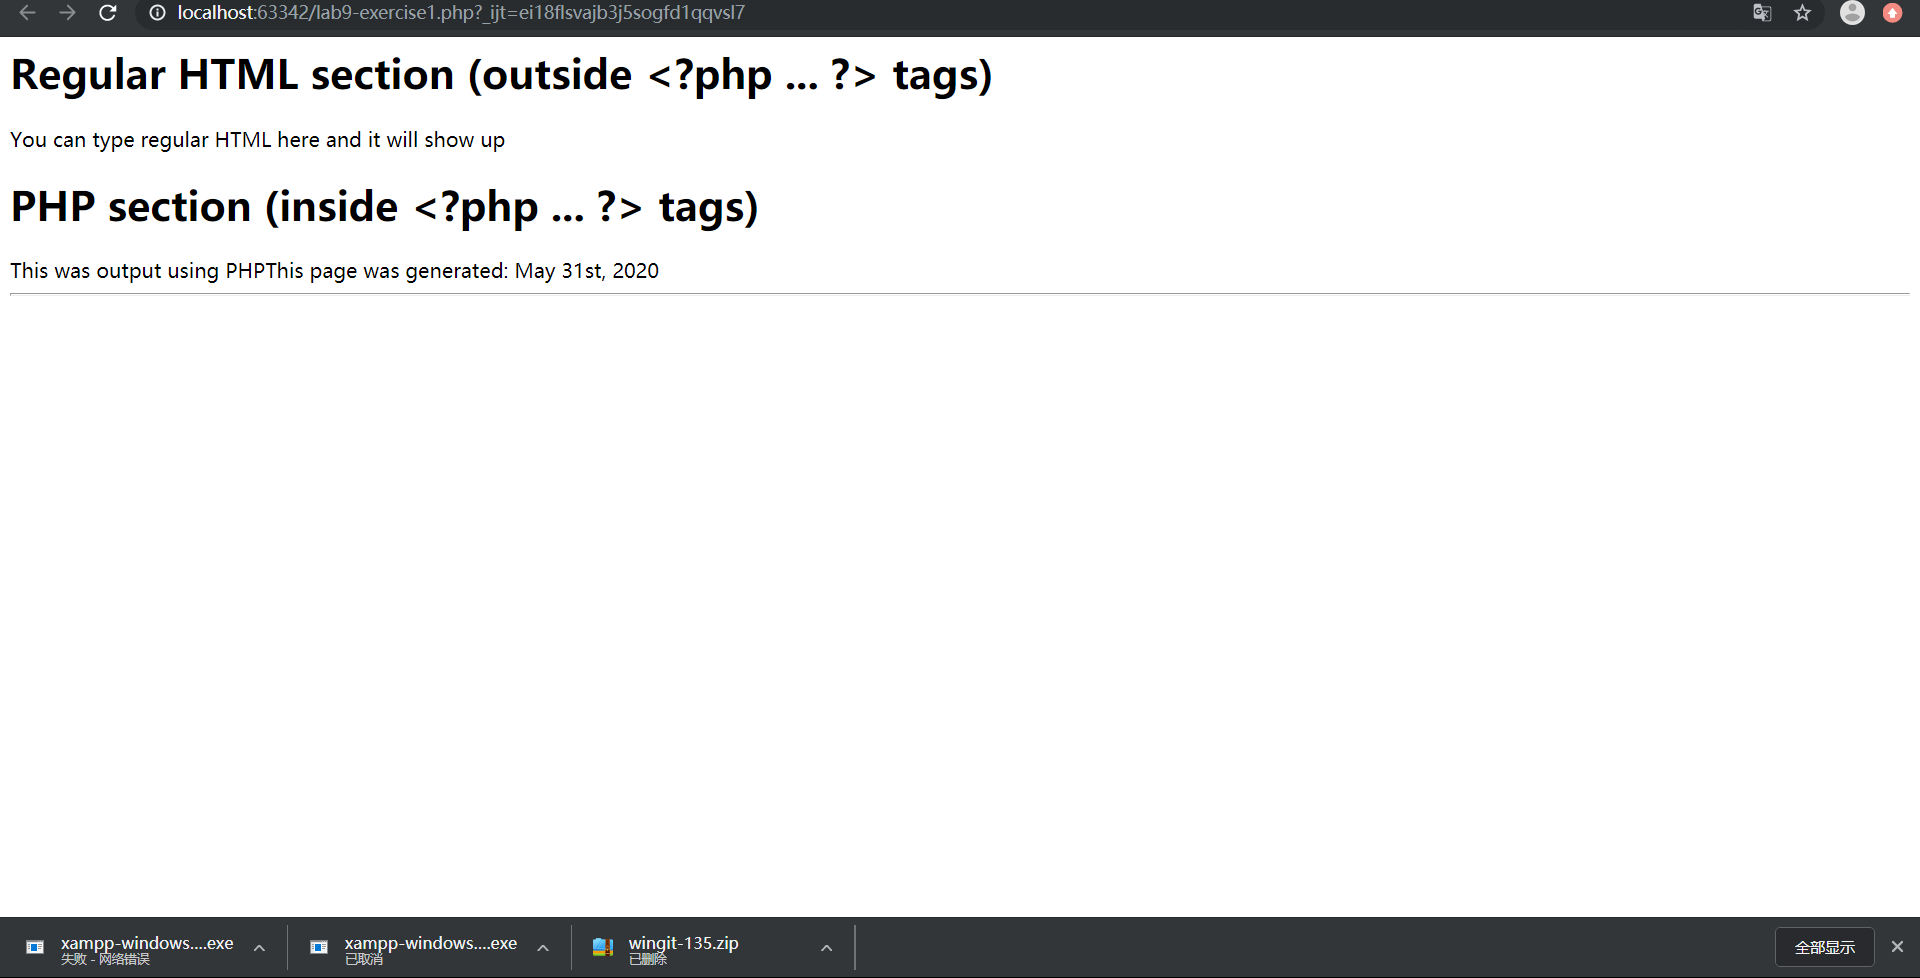 localhost:63342/lab9-exercise1.php?_ijt=ei18flsvajb3j5sogfd1qqvsl7
Regular HTML section (outside <?php ... ?> tags)
You can type regular HTML here and it will show up
PHP section (inside <?php ... ?> tags)
This was output using PHPThis page was generated: May 31st, 2020
xampp-windows....exe
失败 - 网络错误
xampp-windows....exe
已取消
wingit-135.zip
已删除
全部显示